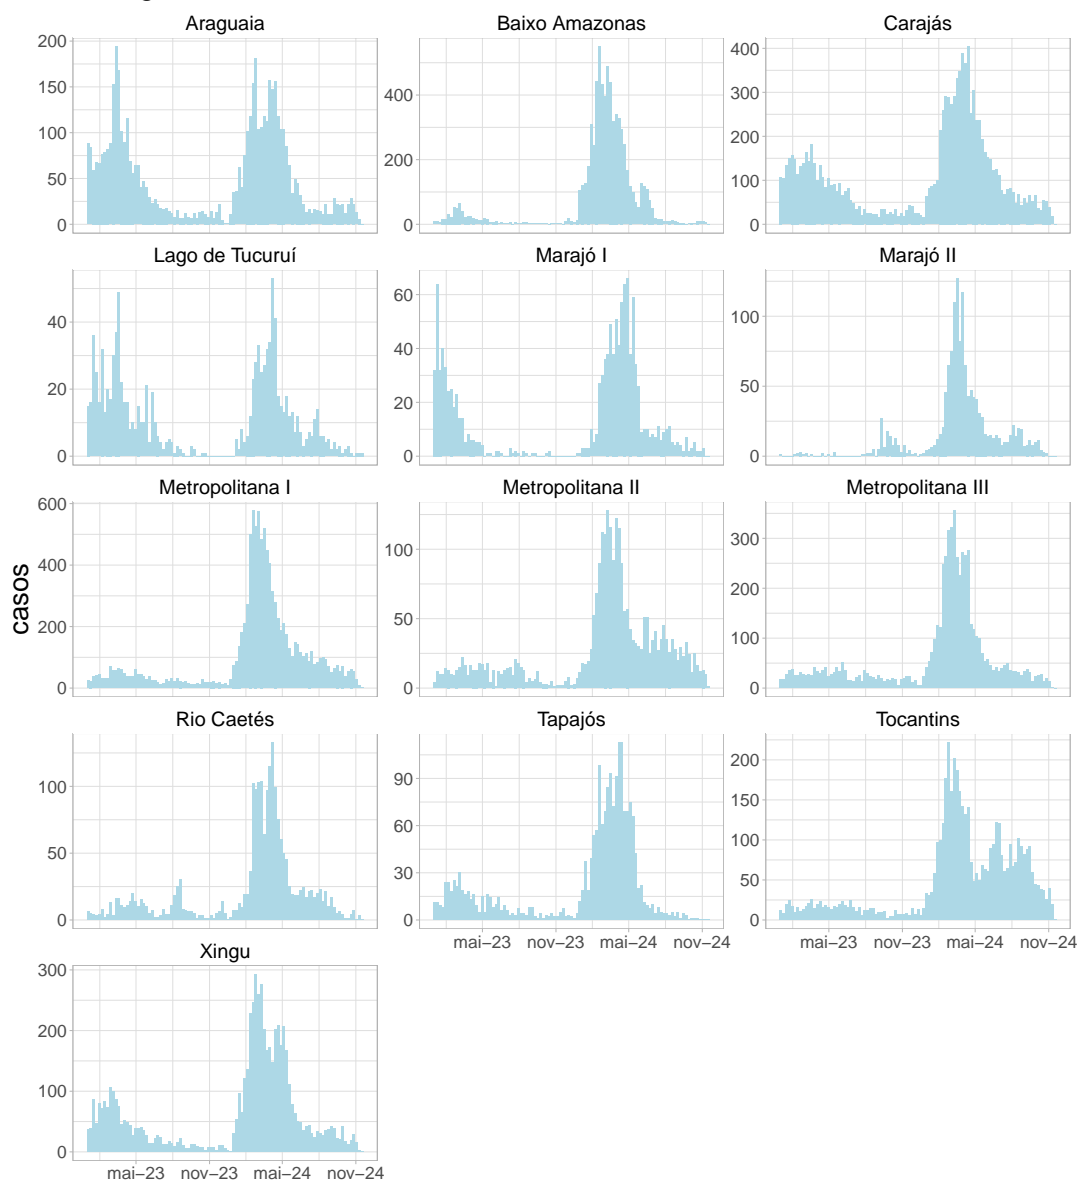 Araguaia
Baixo Amazonas
Carajás
200
150
100
50
0
400
200
0
400
300
200
100
0
Lago de Tucuruí
Marajó I
Marajó II
40
20
0
60
40
20
0
100
50
0
Metropolitana I
Metropolitana II
Metropolitana III
casos
600
400
200
0
100
50
0
300
200
100
0
Rio Caetés
Tapajós
Tocantins
100
50
0
90
60
30
0
200
150
100
50
0
mai–23 nov–23 mai–24 nov–24
mai–23 nov–23 mai–24 nov–24
Xingu
300
200
100
0
mai–23 nov–23 mai–24 nov–24